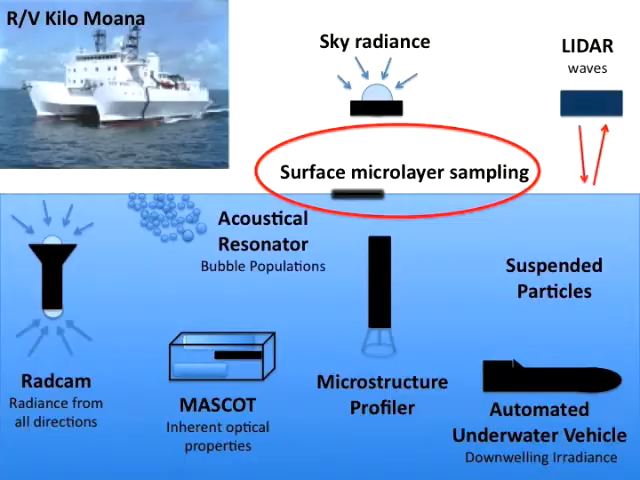 R/V Kilo Moana
Sky radiance
LIDAR
waves
Surface microlayer sampling
Acoustical
Resonator
Bubble Populations
Suspended
Particles
Radcam
Radiance from
all directions
MASCOT
Inherent optical
properties
Microstructure
Profiler
Automated
Underwater Vehicle
Downwelling Irradiance